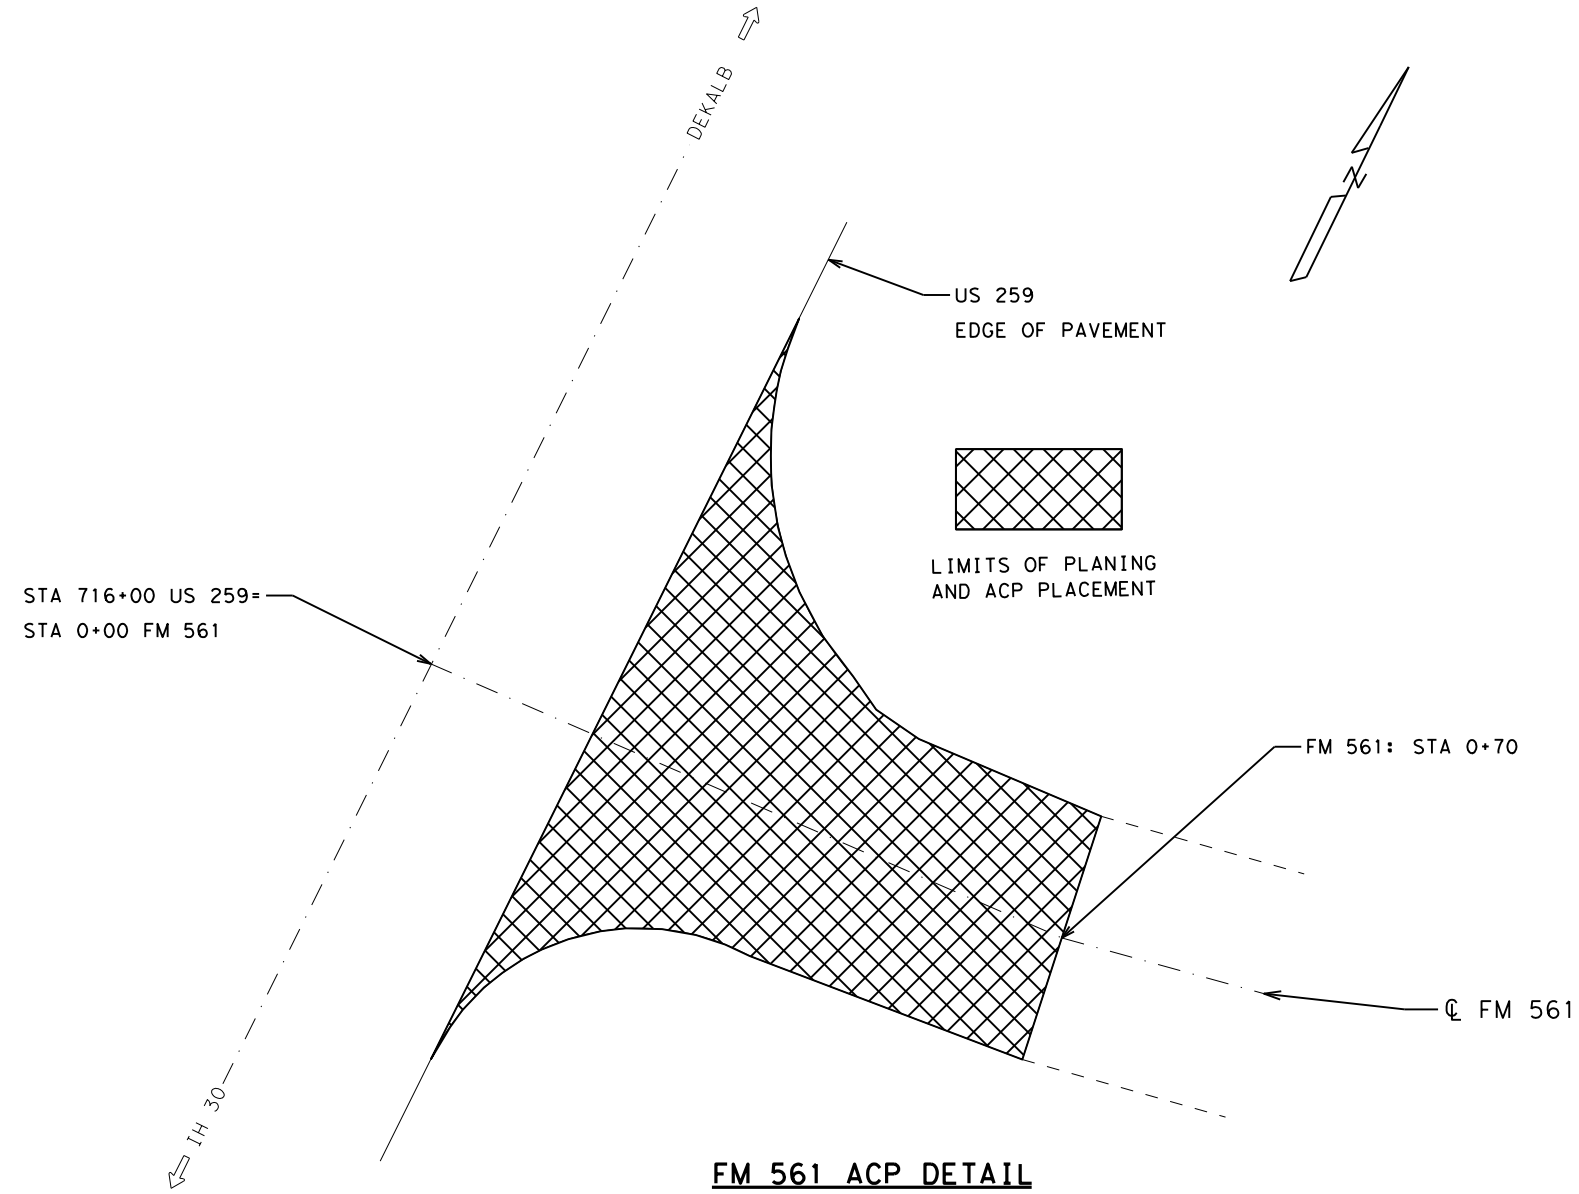 DEKALB
N
US 259
EDGE OF PAVEMENT
LIMITS OF PLANING
AND ACP PLACEMENT
STA 716+00 US 259=
STA 0+00 FM 561
FM 561: STA 0+70
℄ FM 561
IH 30
FM 561 ACP DETAIL